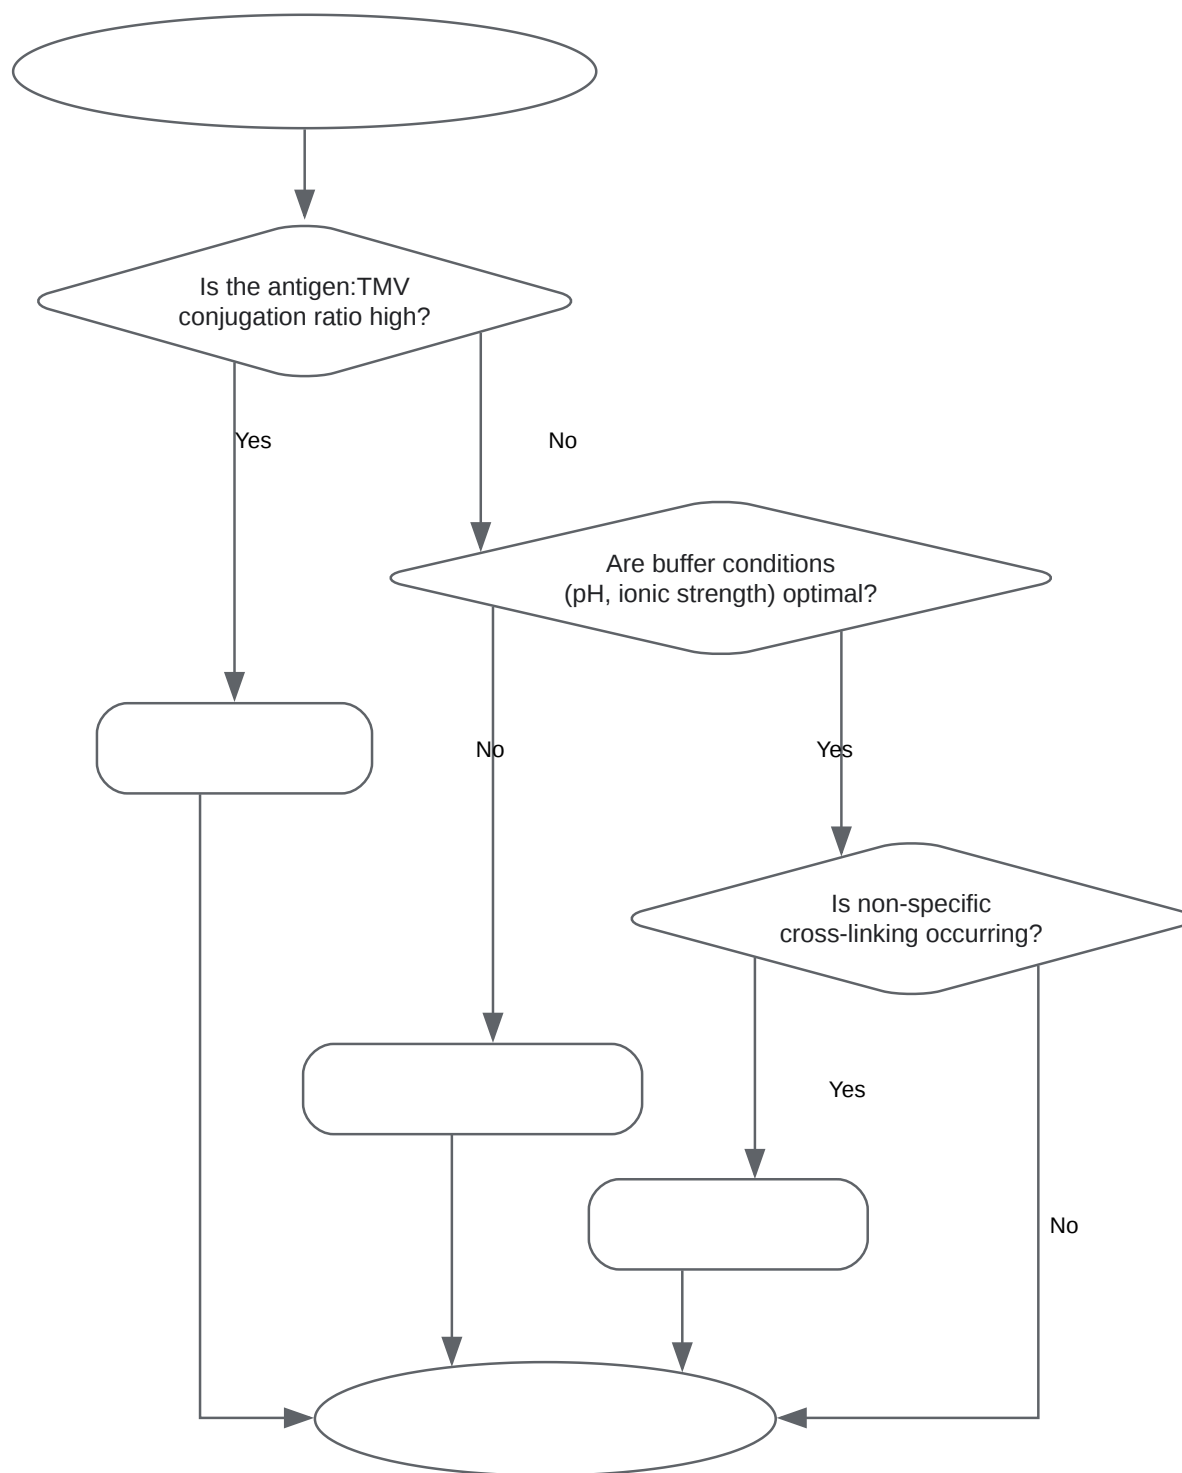 Is the antigen:TMV
conjugation ratio high?
Yes
No
Are buffer conditions
(pH, ionic strength) optimal?
No
Yes
Is non-specific
cross-linking occurring?
Yes
No